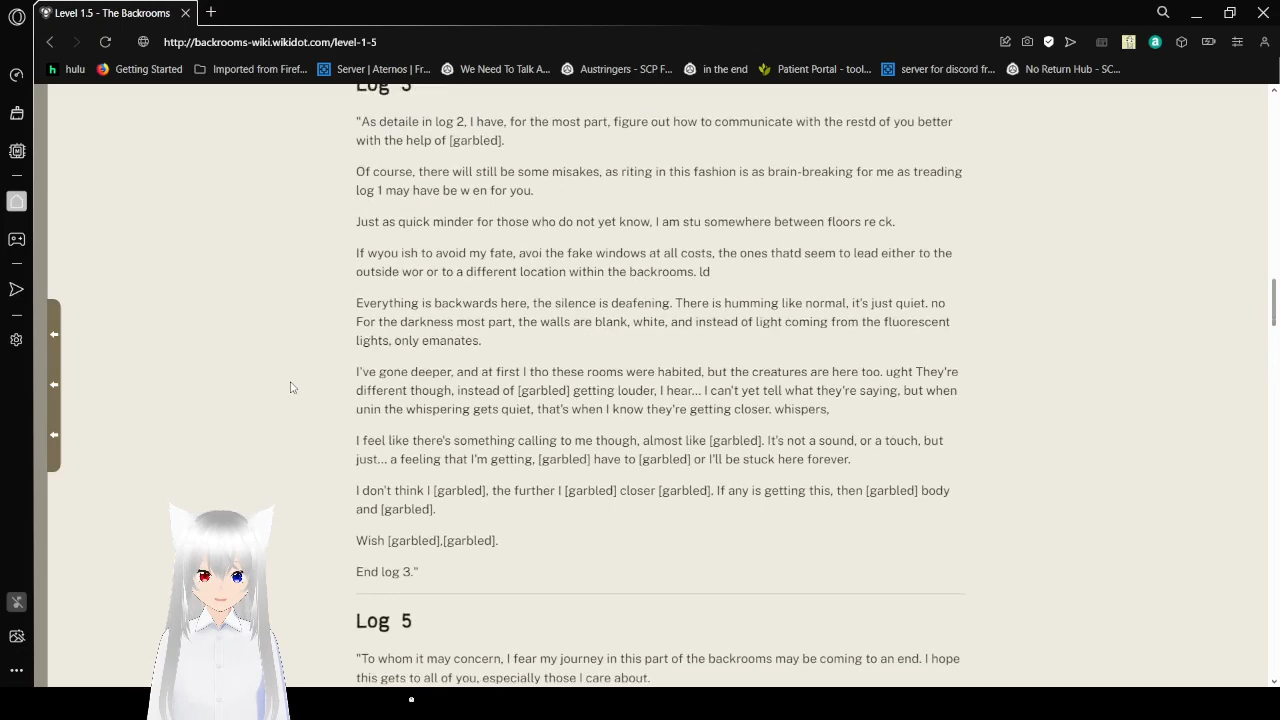 Level 1.5 - The Backrooms
http://backrooms-wiki.wikidot.com/level-1-5
hulu
Getting Started
Imported from Firef...
Server | Aternos | Fr...
We Need To Talk A...
Austringers - SCP F...
in the end
Patient Portal - tool...
server for discord fr...
No Return Hub - SC...
"As detaile in log 2, I have, for the most part, figure out how to communicate with the restd of you better
with the help of [garbled].
Of course, there will still be some misakes, as riting in this fashion is as brain-breaking for me as treading
log 1 may have be w en for you.
Just as quick minder for those who do not yet know, I am stu somewhere between floors re ck.
If wyou ish to avoid my fate, avoi the fake windows at all costs, the ones thatd seem to lead either to the
outside wor or to a different location within the backrooms. ld
Everything is backwards here, the silence is deafening. There is humming like normal, it's just quiet. no
For the darkness most part, the walls are blank, white, and instead of light coming from the fluorescent
lights, only emanates.
I've gone deeper, and at first I tho these rooms were habited, but the creatures are here too. ught They're
different though, instead of [garbled] getting louder, I hear... I can't yet tell what they're saying, but when
unin the whispering gets quiet, that's when I know they're getting closer. whispers,
I feel like there's something calling to me though, almost like [garbled]. It's not a sound, or a touch, but
just... a feeling that I'm getting, [garbled] have to [garbled] or I'll be stuck here forever.
I don't think I [garbled], the further I [garbled] closer [garbled]. If any is getting this, then [garbled] body
and [garbled].
Wish [garbled],[garbled].
End log 3."
Log 5
"To whom it may concern, I fear my journey in this part of the backrooms may be coming to an end. I hope
this gets to all of you, especially those I care about.